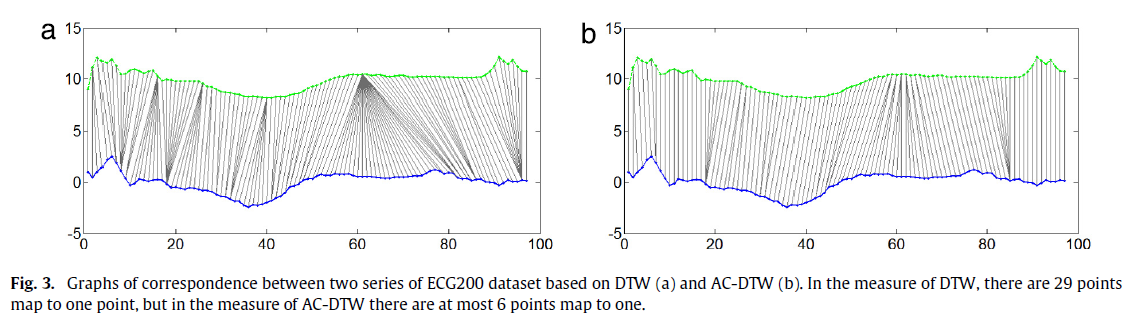 a
15
10
5
0
-5
0 20 40 60 80 100
b
15
10
5
0
-5
0 20 40 60 80 100
Fig. 3. Graphs of correspondence between two series of ECG200 dataset based on DTW (a) and AC-DTW (b). In the measure of DTW, there are 29 points
map to one point, but in the measure of AC-DTW there are at most 6 points map to one.